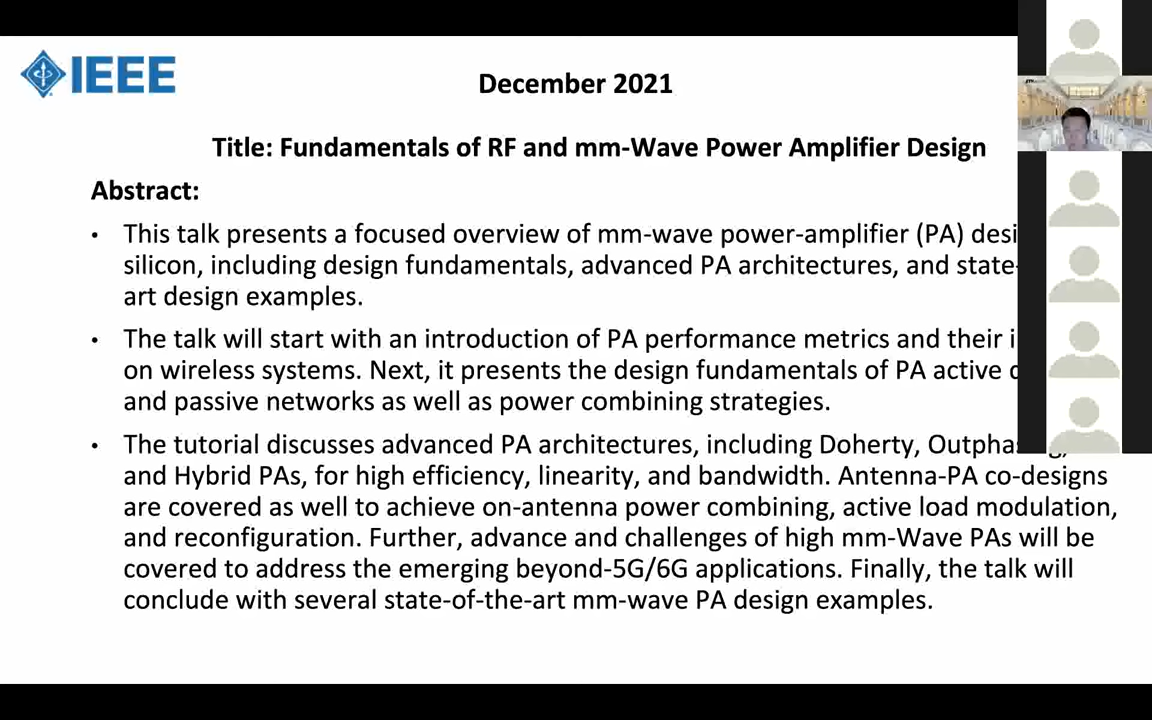 IEEE
December 2021
Title: Fundamentals of RF and mm-Wave Power Amplifier Design
Abstract:
• This talk presents a focused overview of mm-wave power-amplifier (PA)
silicon, including design fundamentals, advanced PA architectures, and
art design examples.
• The talk will start with an introduction of PA performance metrics and their
on wireless systems. Next, it presents the design fundamentals of PA active
and passive networks as well as power combining strategies.
• The tutorial discusses advanced PA architectures, including Doherty,
and Hybrid PAs, for high efficiency, linearity, and bandwidth. Antenna-PA co-designs
are covered as well to achieve on-antenna power combining, active load modulation,
and reconfiguration. Further, advance and challenges of high mm-Wave PAs will be
covered to address the emerging beyond-5G/6G applications. Finally, the talk will
conclude with several state-of-the-art mm-wave PA design examples.